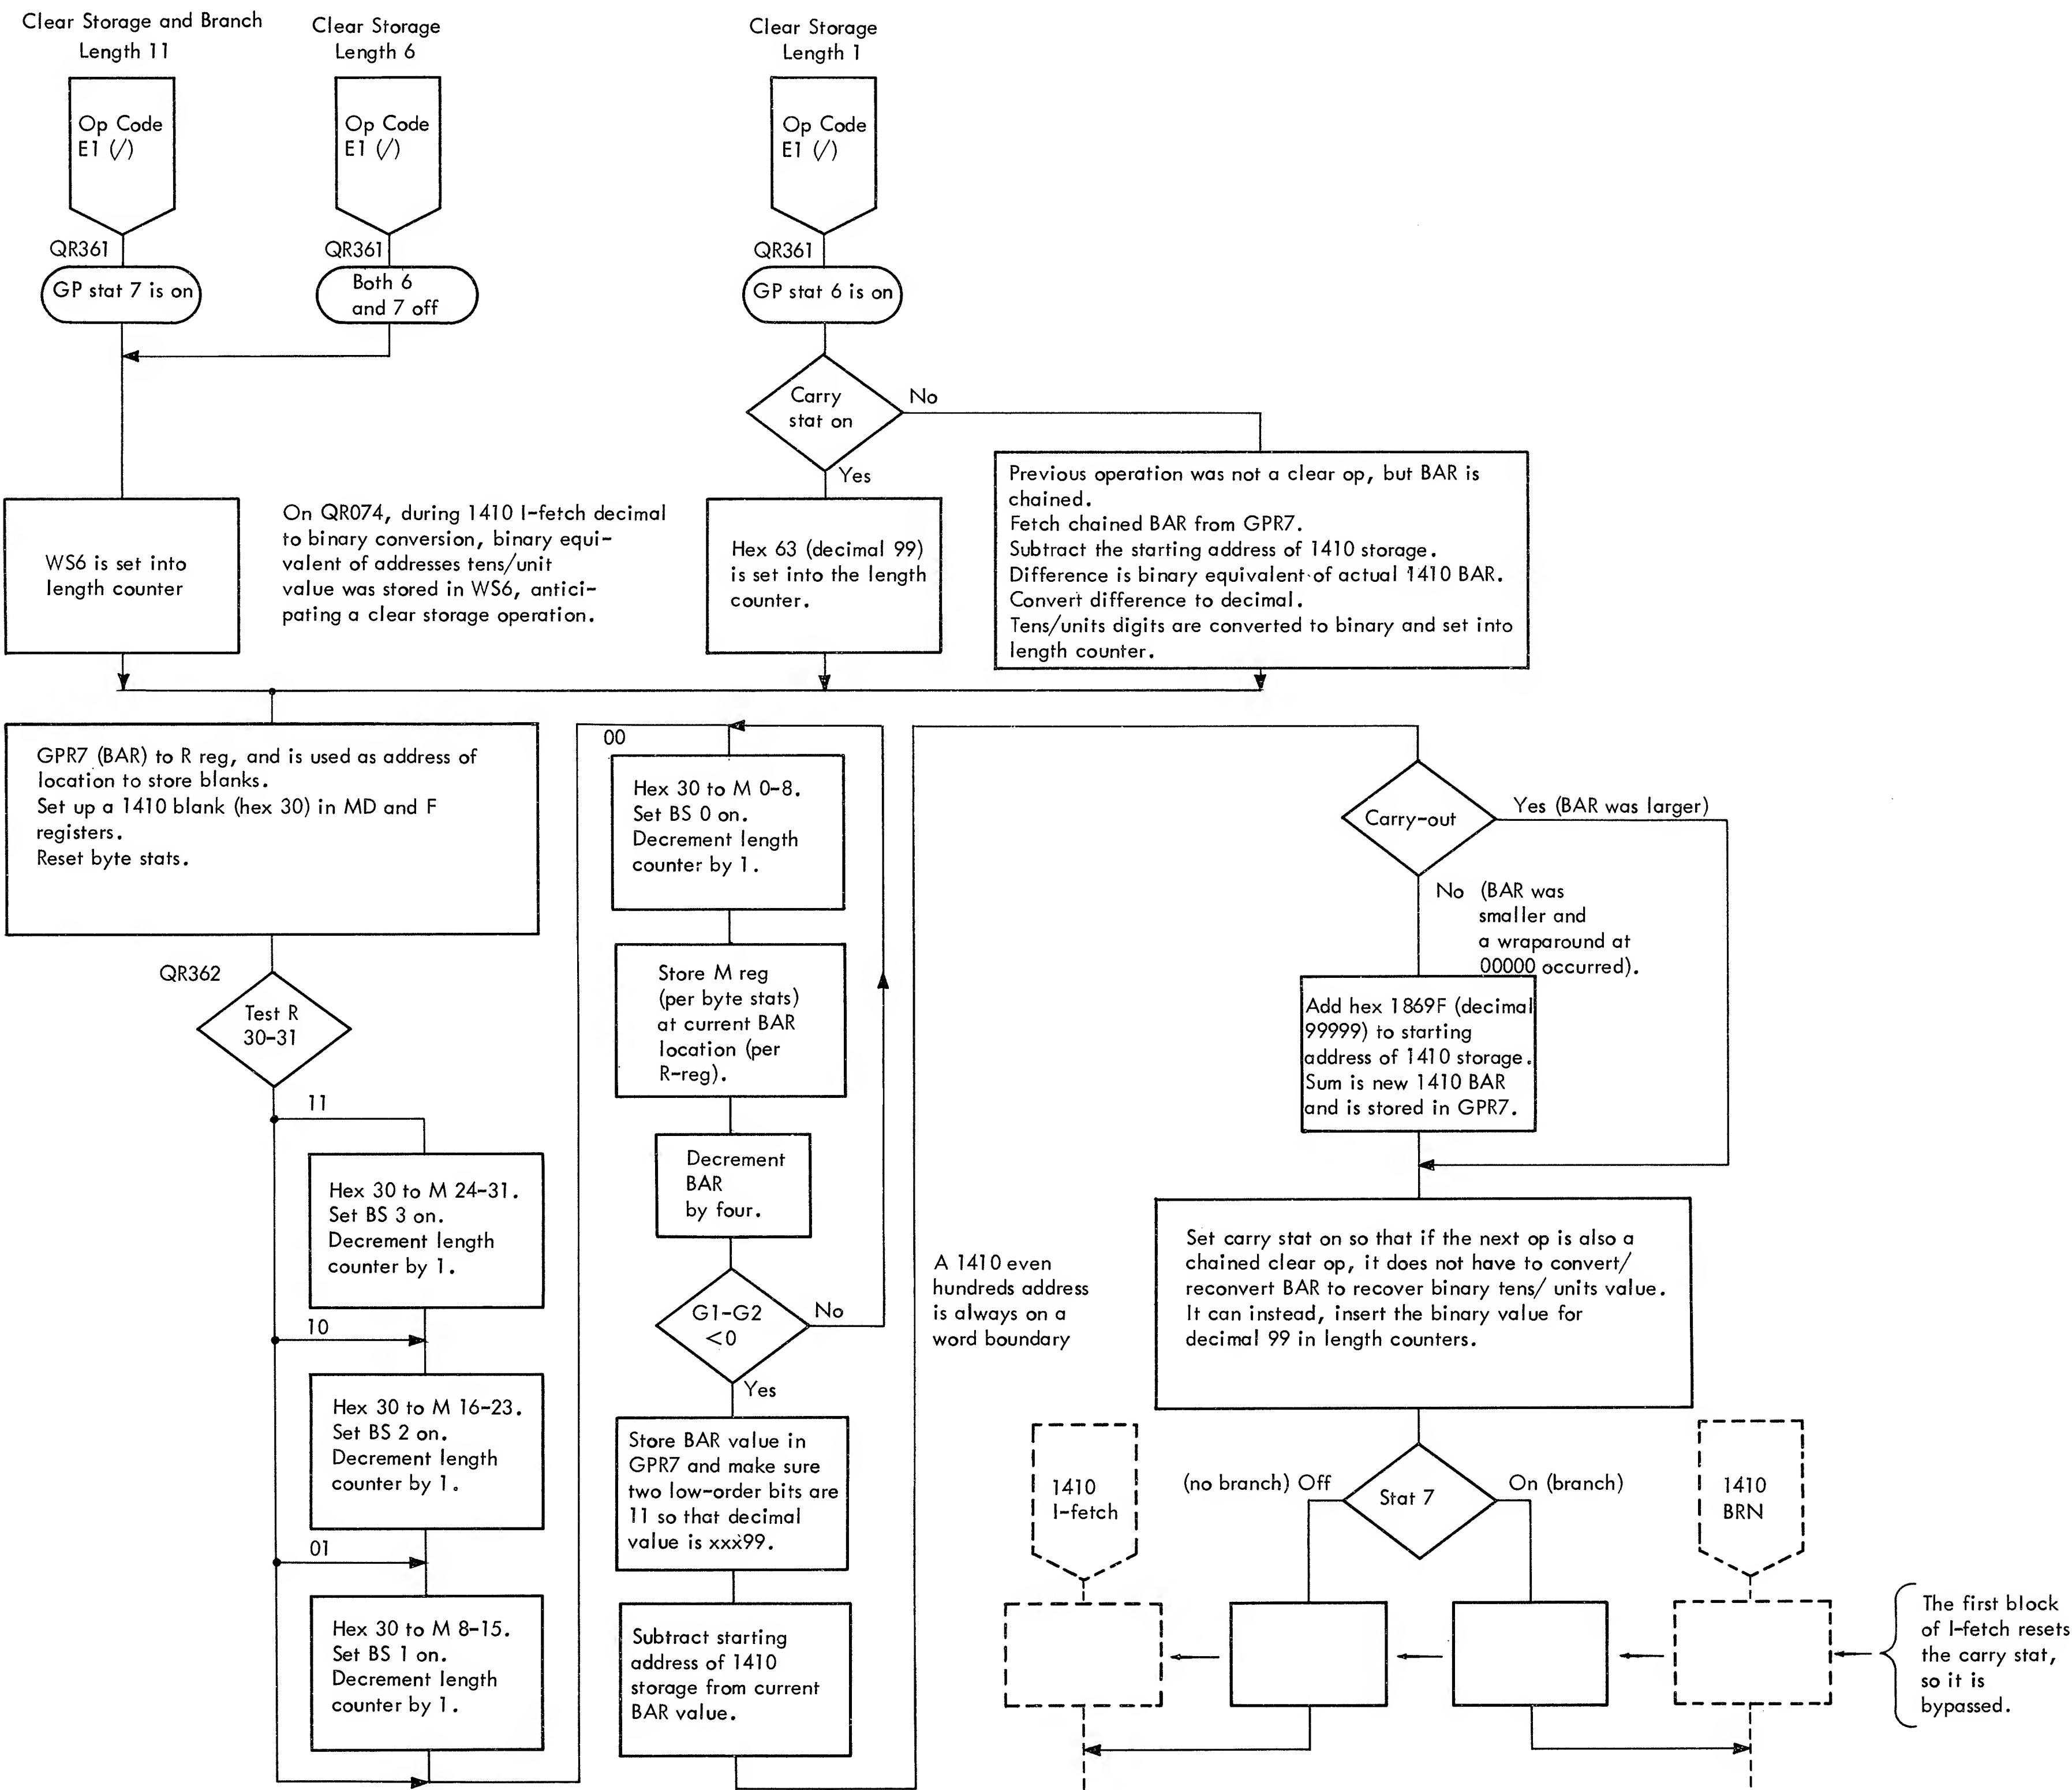 Clear Storage and Branch
Length 11
Clear Storage
Length 6
Clear Storage
Length 1
Op Code
E1 (/)
Op Code
E1 (/)
Op Code
E1 (/)
QR361
QR361
QR361
GP stat 7 is on
Both 6
and 7 off
GP stat 6 is on
Carry
stat on
No
Yes
WS6 is set into
length counter
On QR074, during 1410 I-fetch decimal
to binary conversion, binary equi-
valent of addresses tens/unit
value was stored in WS6, antici-
pating a clear storage operation.
Hex 63 (decimal 99)
is set into the length
counter.
Previous operation was not a clear op, but BAR is
chained.
Fetch chained BAR from GPR7.
Subtract the starting address of 1410 storage.
Difference is binary equivalent of actual 1410 BAR.
Convert difference to decimal.
Tens/units digits are converted to binary and set into
length counter.
GPR7 (BAR) to R reg, and is used as address of
location to store blanks.
Set up a 1410 blank (hex 30) in MD and F
registers.
Reset byte stats.
QR362
Test R
30-31
11
Hex 30 to M 24-31.
Set BS 3 on.
Decrement length
counter by 1.
10
Hex 30 to M 16-23.
Set BS 2 on.
Decrement length
counter by 1.
01
Hex 30 to M 8-15.
Set BS 1 on.
Decrement length
counter by 1.
00
Hex 30 to M 0-8.
Set BS 0 on.
Decrement length
counter by 1.
Store M reg
(per byte stats)
at current BAR
location (per
R-reg).
Decrement
BAR
by four.
G1-G2
<0
No
Yes
Store BAR value in
GPR7 and make sure
two low-order bits are
11 so that decimal
value is xxx99.
Subtract starting
address of 1410
storage from current
BAR value.
A 1410 even
hundreds address
is always on a
word boundary
Carry-out
Yes (BAR was larger)
No (BAR was
smaller and
a wraparound at
00000 occurred).
Add hex 1869F (decimal
99999) to starting
address of 1410 storage.
Sum is new 1410 BAR
and is stored in GPR7.
Set carry stat on so that if the next op is also a
chained clear op, it does not have to convert/
reconvert BAR to recover binary tens/ units value.
It can instead, insert the binary value for
decimal 99 in length counters.
1410
I-fetch
(no branch) Off
Stat 7
On (branch)
1410
BRN
The first block
of I-fetch resets
the carry stat,
so it is
bypassed.